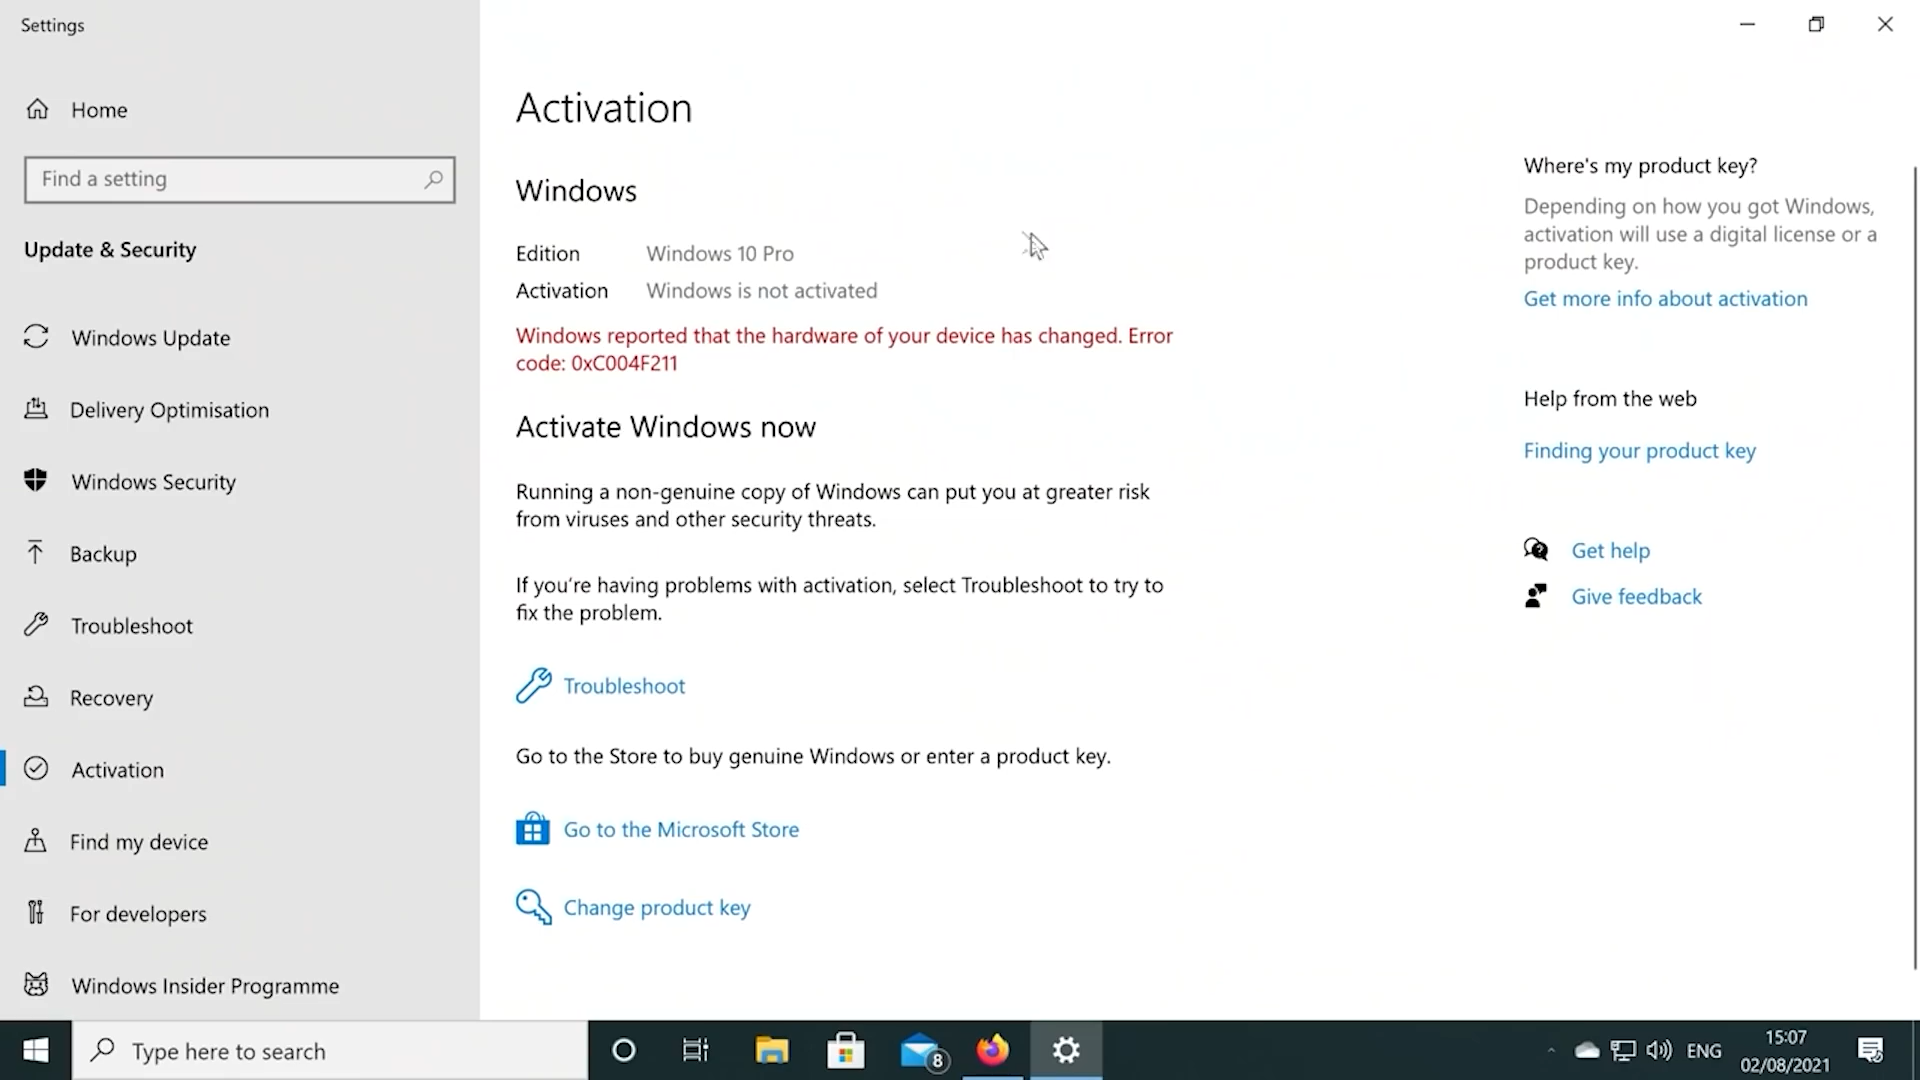 Settings
Home
Find a setting
Update & Security
Windows Update
Delivery Optimisation
Windows Security
Backup
Troubleshoot
Recovery
Activation
Find my device
For developers
Windows Insider Programme
Activation
Windows
Edition Windows 10 Pro
Activation Windows is not activated
Windows reported that the hardware of your device has changed. Error
code: 0xC004F211
Activate Windows now
Running a non-genuine copy of Windows can put you at greater risk
from viruses and other security threats.
If you're having problems with activation, select Troubleshoot to try to
fix the problem.
Troubleshoot
Go to the Store to buy genuine Windows or enter a product key.
Go to the Microsoft Store
Change product key
Where's my product key?
Depending on how you got Windows,
activation will use a digital license or a
product key.
Get more info about activation
Help from the web
Finding your product key
Get help
Give feedback
Type here to search
8
ENG
15:07
02/08/2021